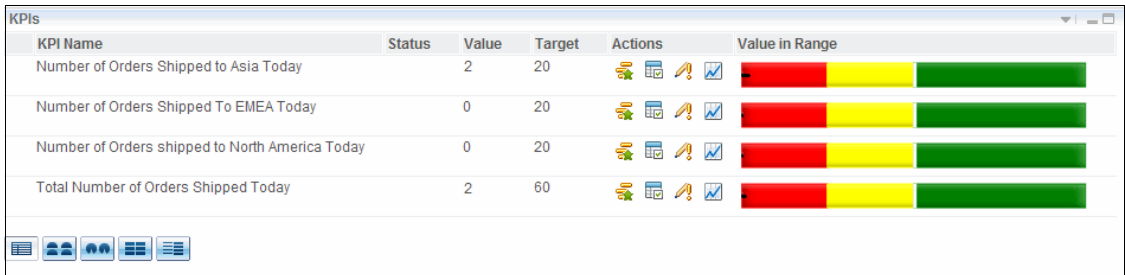 KPIs
KPI Name Status Value Target Actions Value in Range
Number of Orders Shipped to Asia Today 2 20
Number of Orders Shipped To EMEA Today 0 20
Number of Orders shipped to North America Today 0 20
Total Number of Orders Shipped Today 2 60